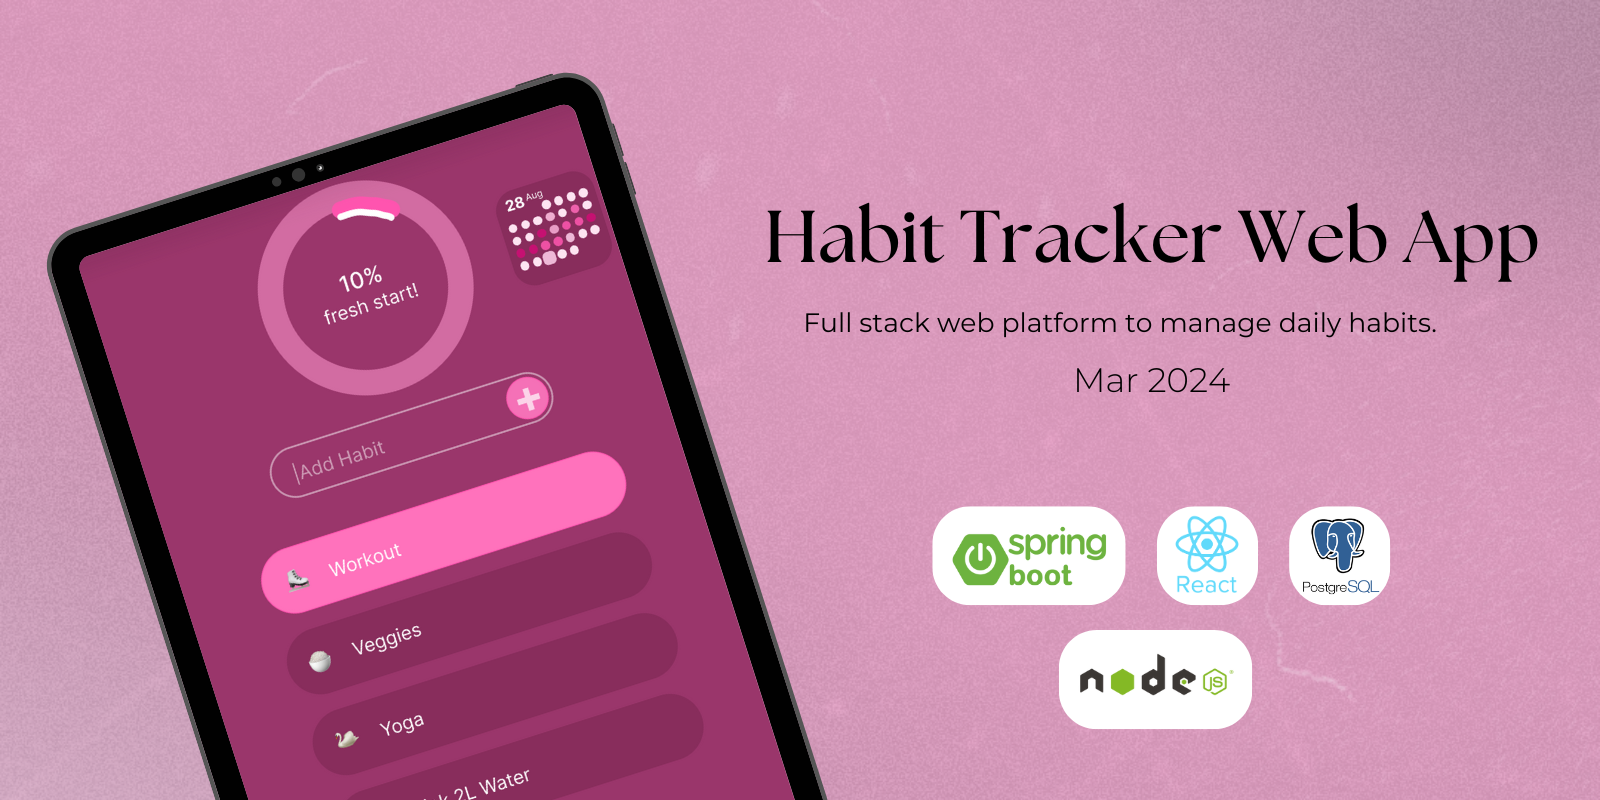 28 Aug
10%
fresh start!
Add Habit
Workout
Veggies
Yoga
2L Water
Habit Tracker Web App
Full stack web platform to manage daily habits.
Mar 2024
spring
boot
React
PostgreSQL
node
JS